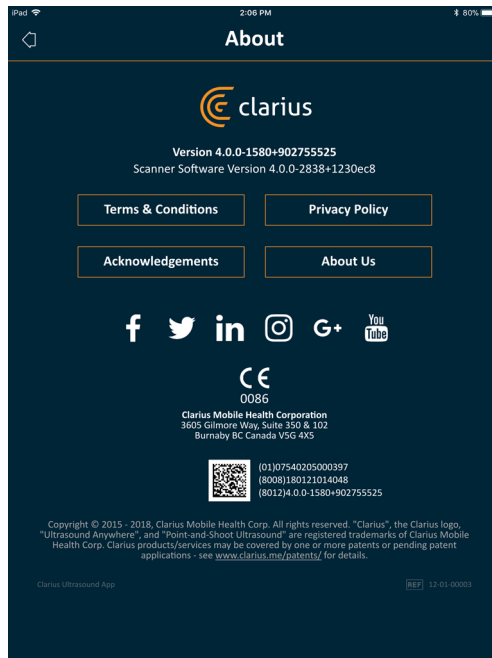 iPad 2:06 PM 80%
About
clarius
Version 4.0.0-1580+902755525
Scanner Software Version 4.0.0-2838+1230ec8
Terms & Conditions Privacy Policy
Acknowledgements About Us
f in G+ You Tube
CE
0086
Clarius Mobile Health Corporation
3605 Gilmore Way, Suite 350 & 102
Burnaby BC Canada V5G 4X5
(01)07540205000397
(8008)180121014048
(8012)4.0.0-1580+902755525
Copyright © 2015 - 2018, Clarius Mobile Health Corp. All rights reserved. "Clarius", the Clarius logo,
"Ultrasound Anywhere", and "Point-and-Shoot Ultrasound" are registered trademarks of Clarius Mobile
Health Corp. Clarius products/services may be covered by one or more patents or pending patent
applications - see www.clarius.me/patents/ for details.
Clarius Ultrasound App REF 12-01-00003